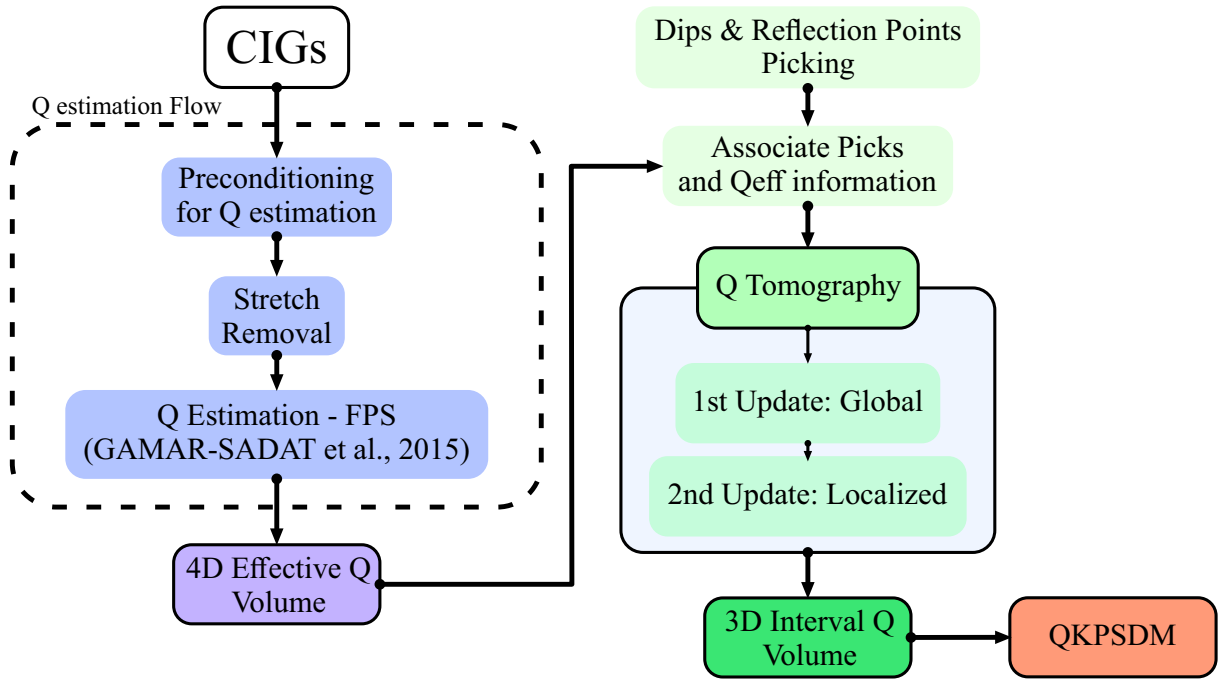 CIGs
Q estimation Flow
Preconditioning
for Q estimation
Stretch
Removal
Q Estimation - FPS
(GAMAR-SADAT et al., 2015)
4D Effective Q
Volume
Dips & Reflection Points
Picking
Associate Picks
and Qeff information
Q Tomography
1st Update: Global
2nd Update: Localized
3D Interval Q
Volume
QKPSDM